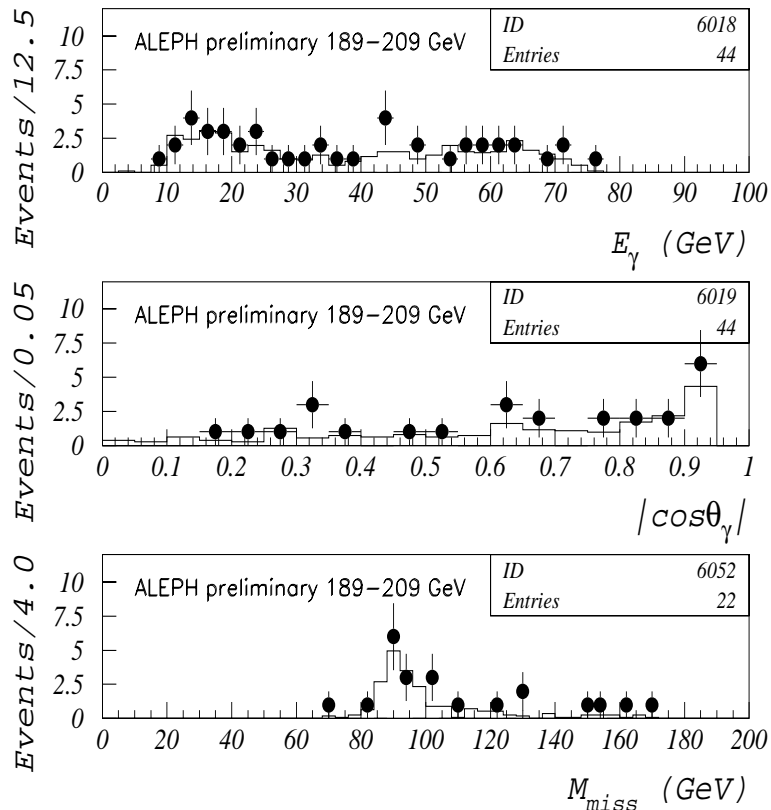 Events/12.5
10
7.5
5
2.5
0
ALEPH preliminary 189–209 GeV
ID 6018
Entries 44
0 10 20 30 40 50 60 70 80 90 100
Eγ (GeV)
Events/0.05
10
7.5
5
2.5
0
ALEPH preliminary 189–209 GeV
ID 6019
Entries 44
0 0.1 0.2 0.3 0.4 0.5 0.6 0.7 0.8 0.9 1
|cosθγ|
Events/4.0
10
7.5
5
2.5
0
ALEPH preliminary 189–209 GeV
ID 6052
Entries 22
0 20 40 60 80 100 120 140 160 180 200
Mmiss (GeV)